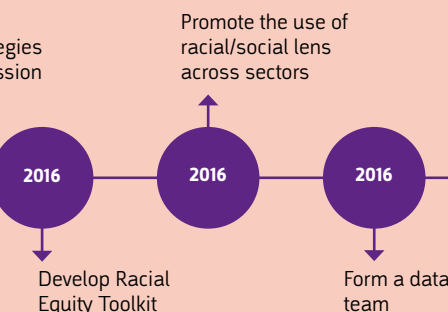 Promote the use of
racial/social lens
across sectors
2016
2016
2016
Develop Racial
Equity Toolkit
Form a data
team